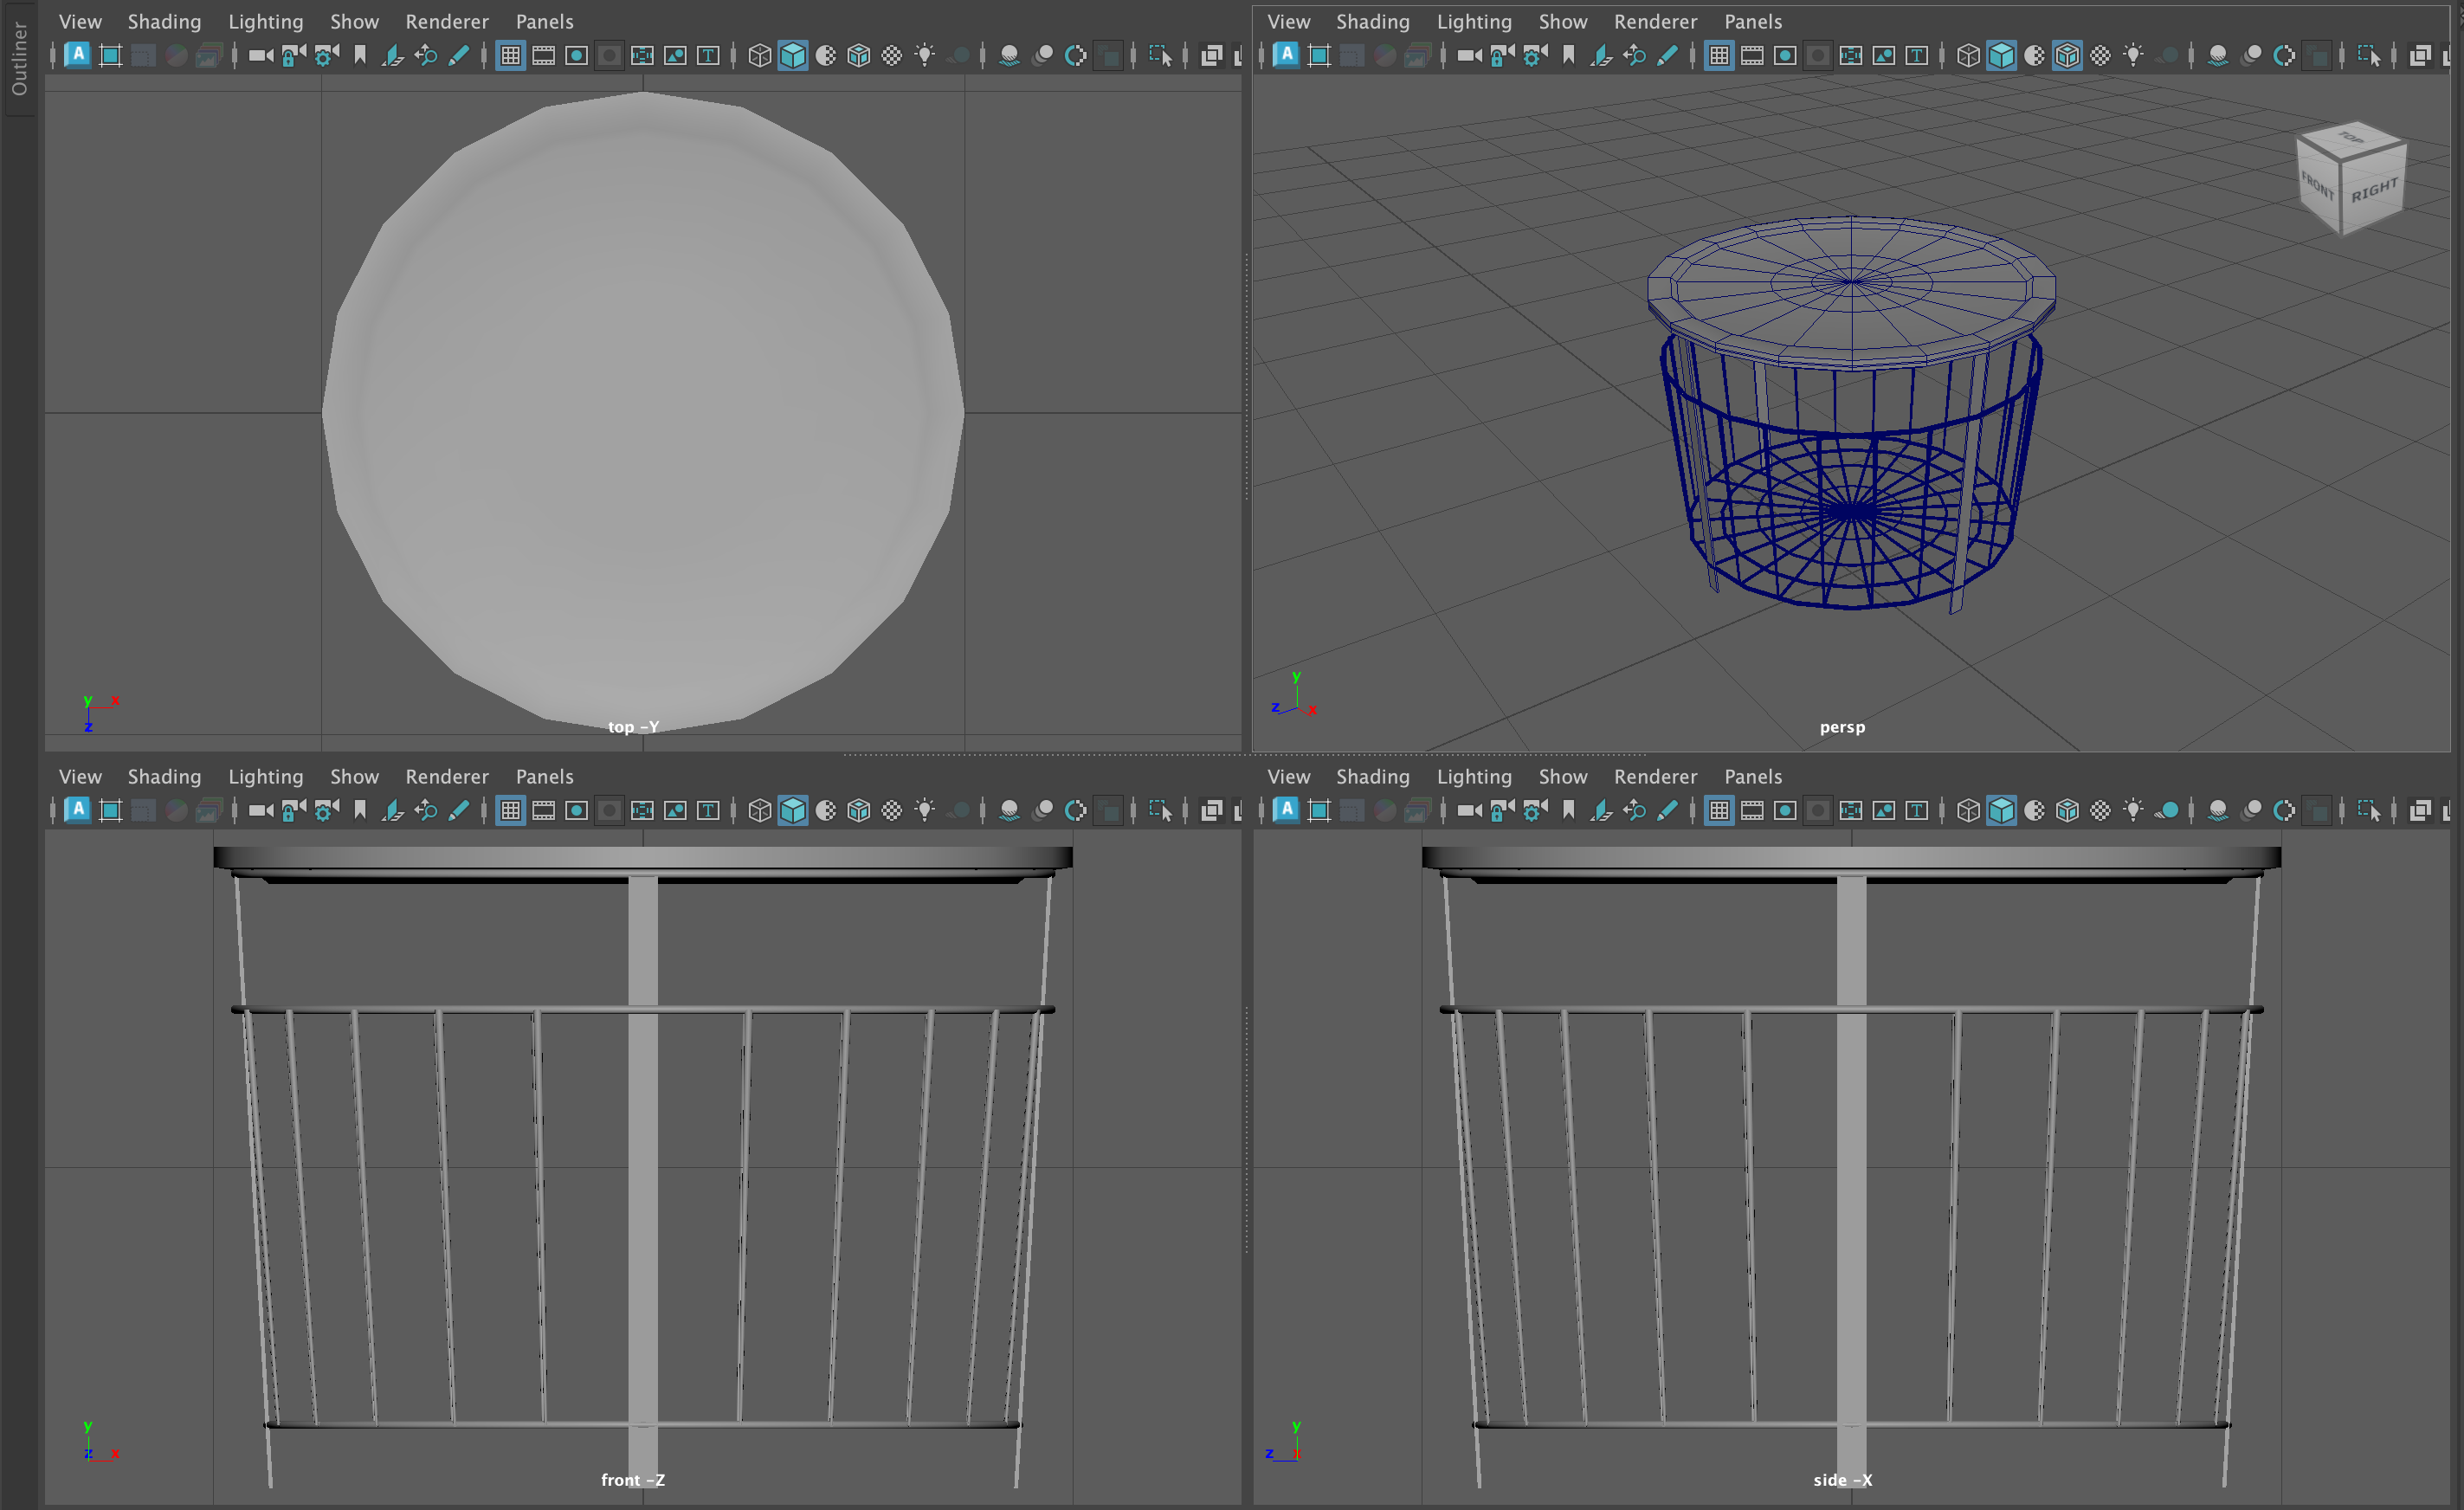 Outliner
View Shading Lighting Show Renderer Panels
A T
top -Y
y x
z
View Shading Lighting Show Renderer Panels
A T
TOP
FRONT RIGHT
persp
y
z x
View Shading Lighting Show Renderer Panels
A T
front -Z
y
z x
View Shading Lighting Show Renderer Panels
A T
side -X
y
z x